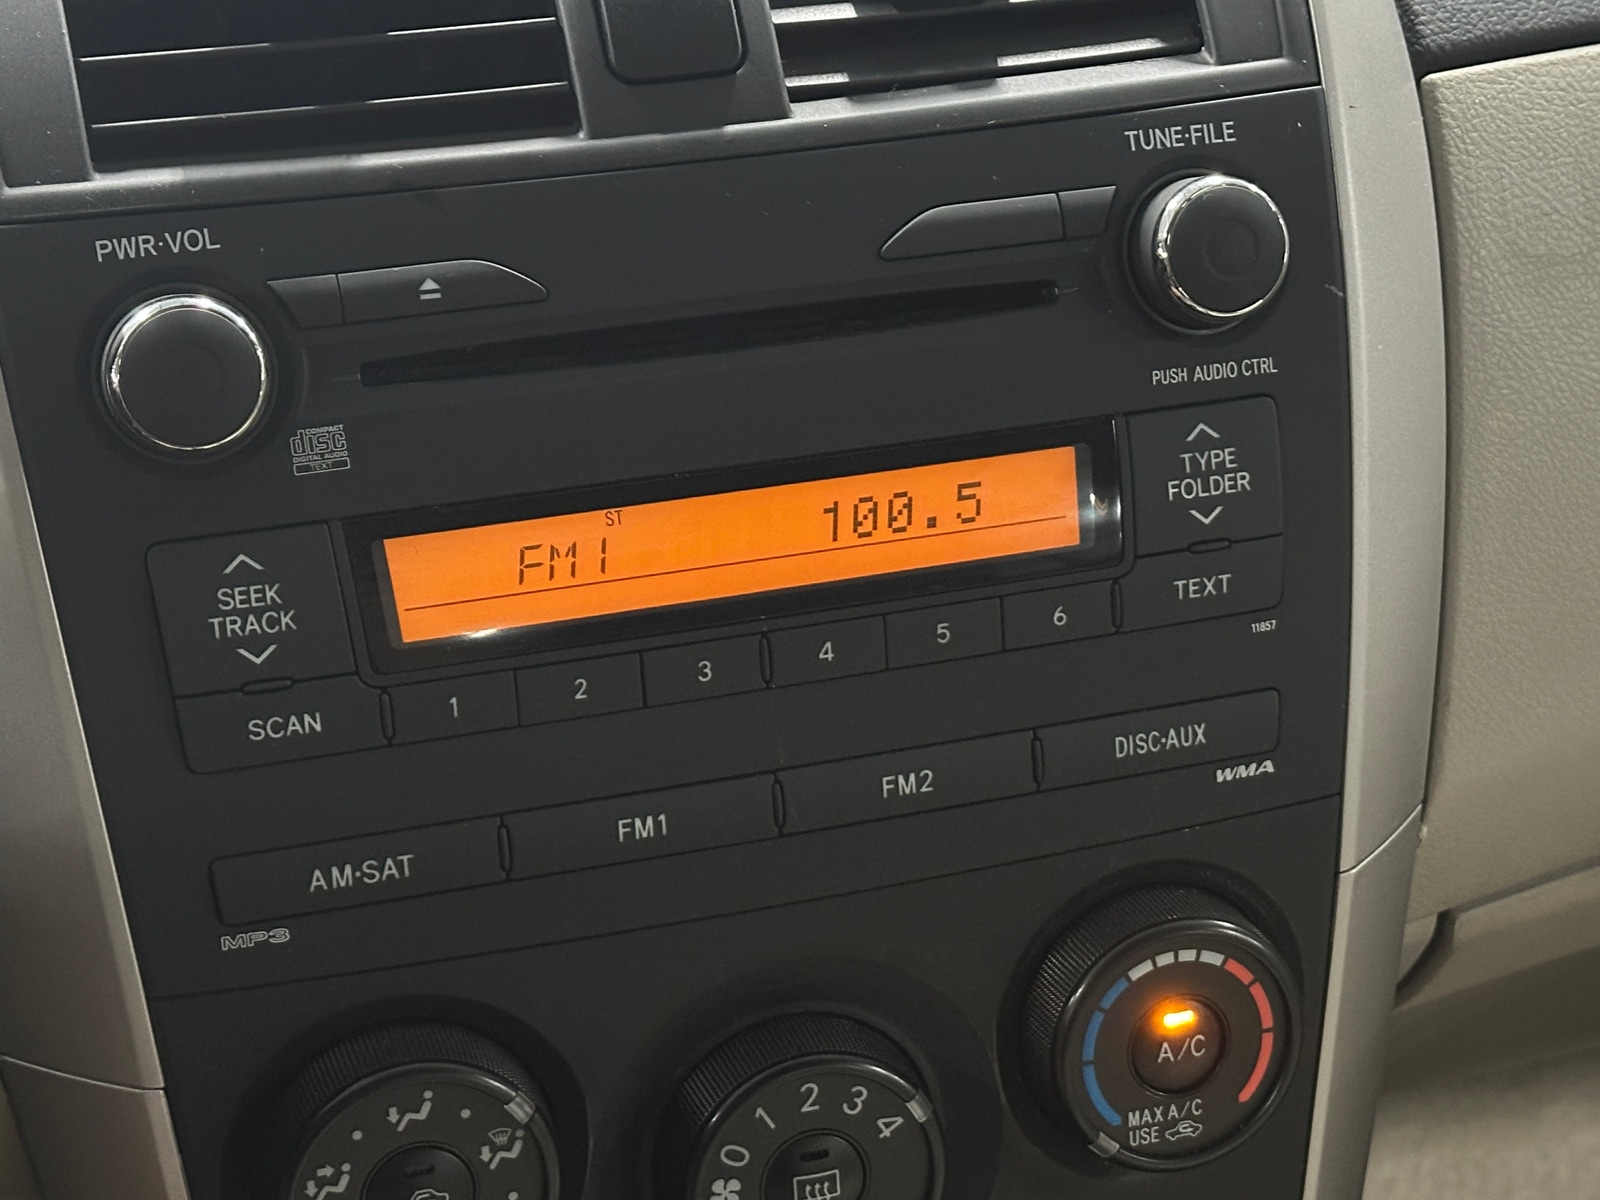 TUNE·FILE
PWR·VOL
PUSH AUDIO CTRL
COMPACT
disc
DIGITAL AUDIO
TEXT
TYPE
FOLDER
ST
FM1
100.5
SEEK
TRACK
TEXT
11857
SCAN
1
2
3
4
5
6
AM·SAT
FM1
FM2
DISC·AUX
WMA
MP3
A/C
MAX A/C
USE
0
1
2
3
4